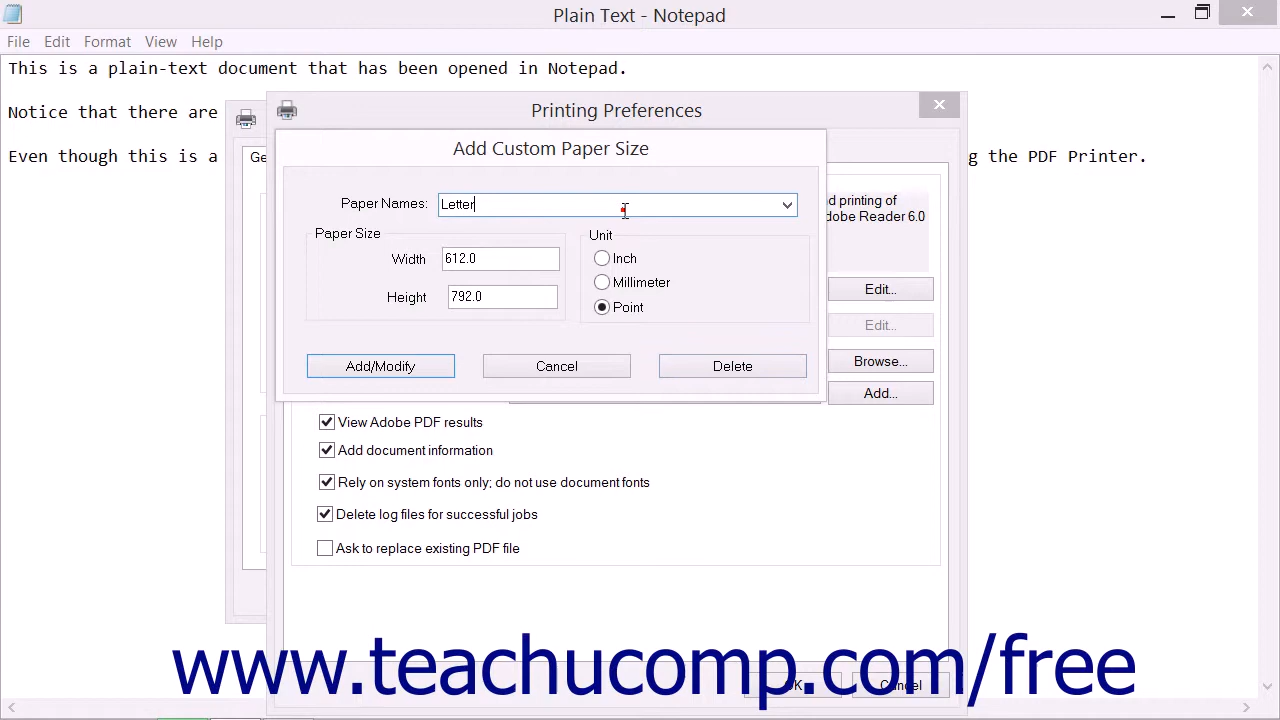 Plain Text - Notepad
File Edit Format View Help
This is a plain-text document that has been opened in Notepad.
Notice that there are
Even though this is a
g the PDF Printer.
Printing Preferences
Ge
Add Custom Paper Size
Paper Names: Letter
Paper Size
Width 612.0
Height 792.0
Unit
Inch
Millimeter
Point
Add/Modify Cancel Delete
d printing of
dobe Reader 6.0
Edit...
Edit...
Browse...
Add...
View Adobe PDF results
Add document information
Rely on system fonts only; do not use document fonts
Delete log files for successful jobs
Ask to replace existing PDF file
OK Cancel
www.teachucomp.com/free